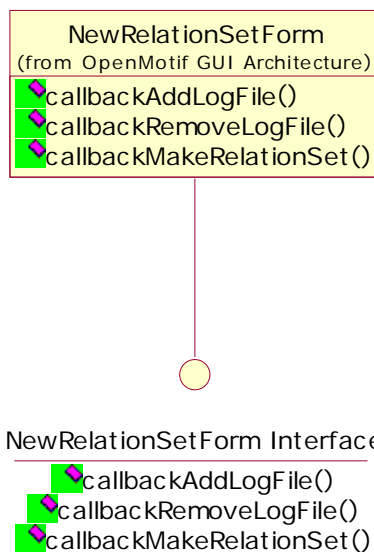 NewRelationSetForm
(from OpenMotif GUI Architecture)
callbackAddLogFile()
callbackRemoveLogFile()
callbackMakeRelationSet()
NewRelationSetForm Interface
callbackAddLogFile()
callbackRemoveLogFile()
callbackMakeRelationSet()